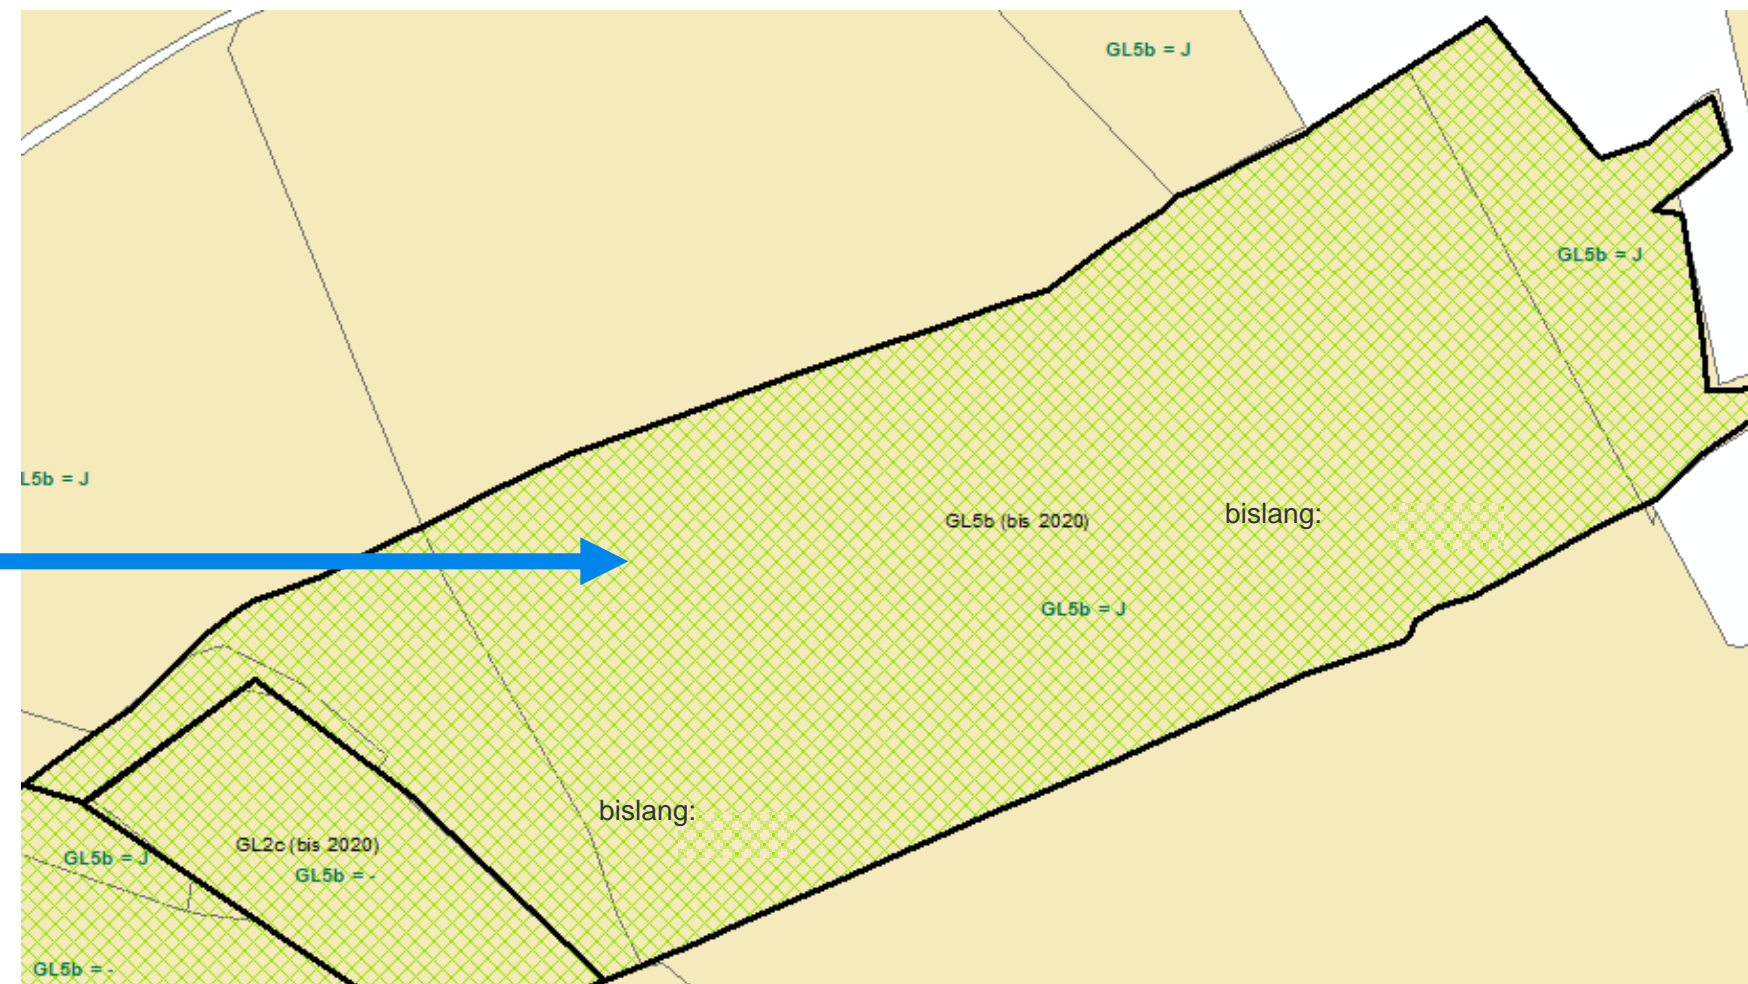 GL5b = J
GL5b = J
L5b = J
GL5b (bis 2020)
bislang:
GL5b = J
bislang:
GL2c (bis 2020)
GL5b = J
GL5b = -
GL5b = -